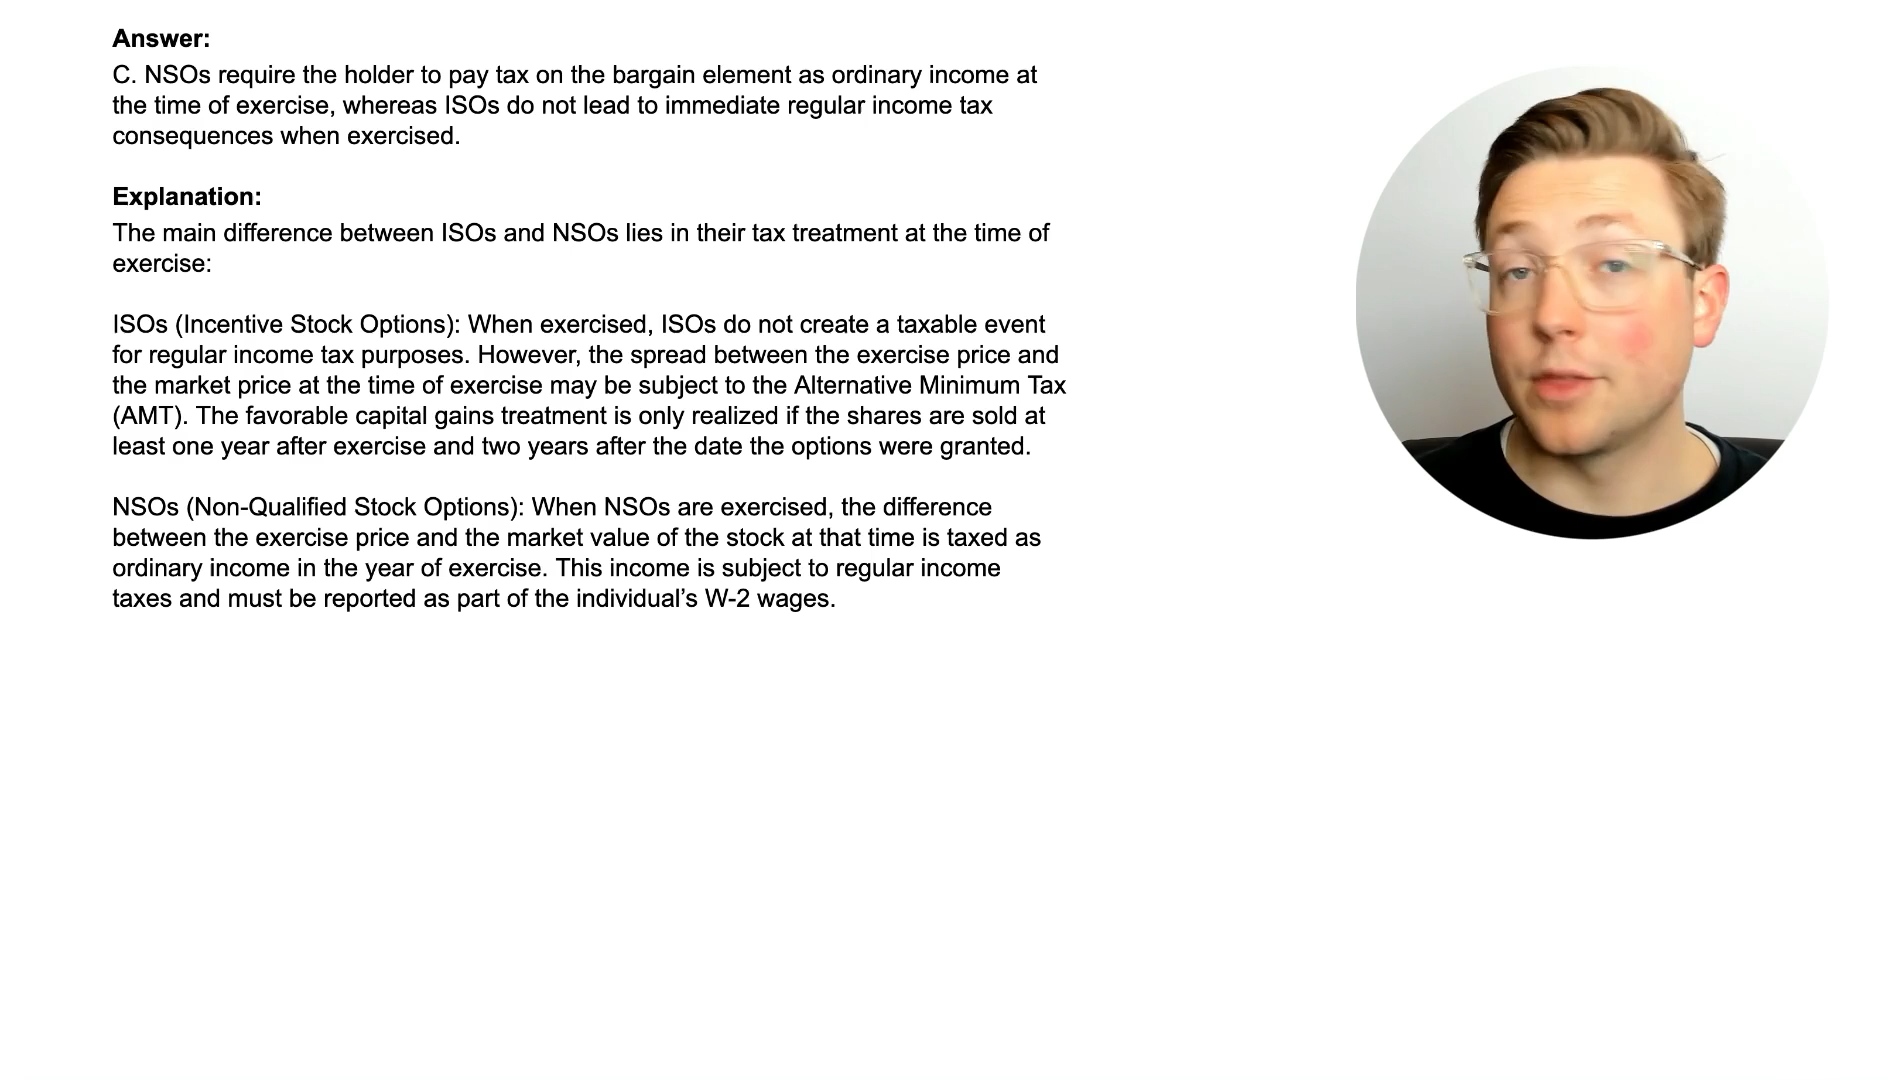 Answer:
C. NSOs require the holder to pay tax on the bargain element as ordinary income at
the time of exercise, whereas ISOs do not lead to immediate regular income tax
consequences when exercised.
Explanation:
The main difference between ISOs and NSOs lies in their tax treatment at the time of
exercise:
ISOs (Incentive Stock Options): When exercised, ISOs do not create a taxable event
for regular income tax purposes. However, the spread between the exercise price and
the market price at the time of exercise may be subject to the Alternative Minimum Tax
(AMT). The favorable capital gains treatment is only realized if the shares are sold at
least one year after exercise and two years after the date the options were granted.
NSOs (Non-Qualified Stock Options): When NSOs are exercised, the difference
between the exercise price and the market value of the stock at that time is taxed as
ordinary income in the year of exercise. This income is subject to regular income
taxes and must be reported as part of the individual’s W-2 wages.